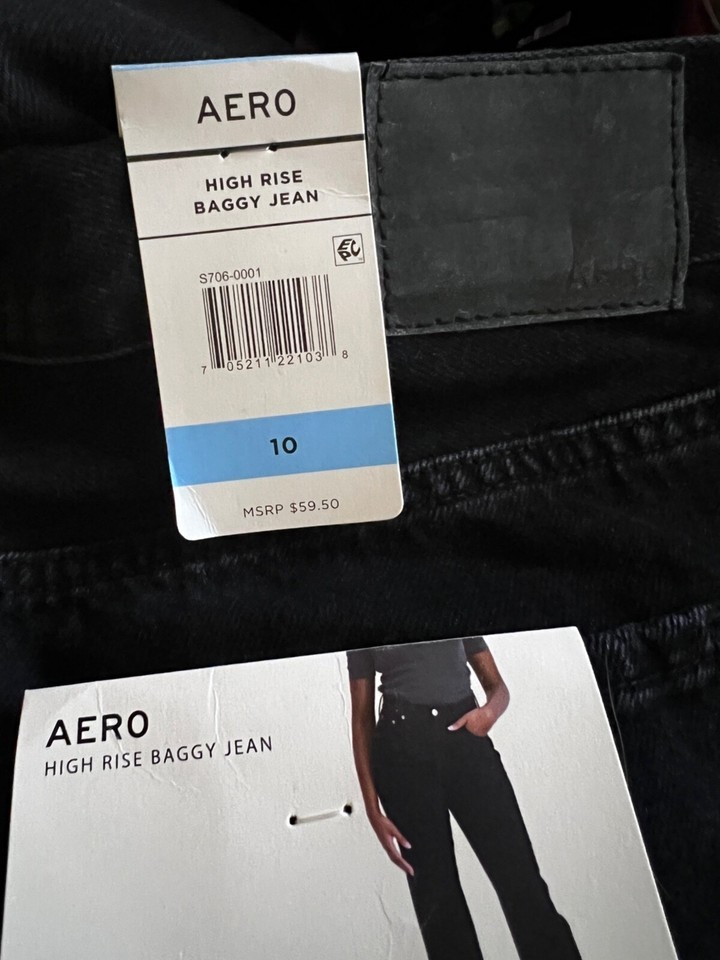 AERO
HIGH RISE
BAGGY JEAN
EPC
S706-0001
7 05211 22103 8
10
MSRP $59.50
AERO
HIGH RISE BAGGY JEAN